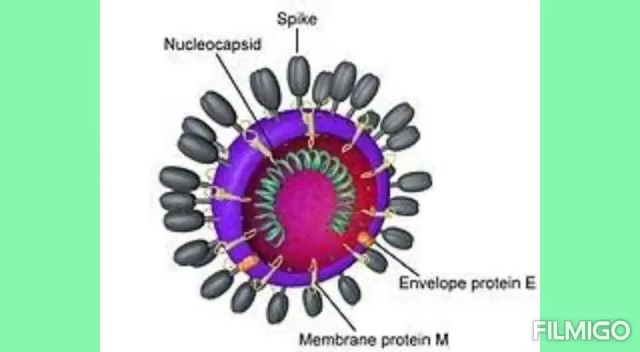 Spike
Nucleocapsid
Envelope protein E
FILMIGO
Membrane protein M